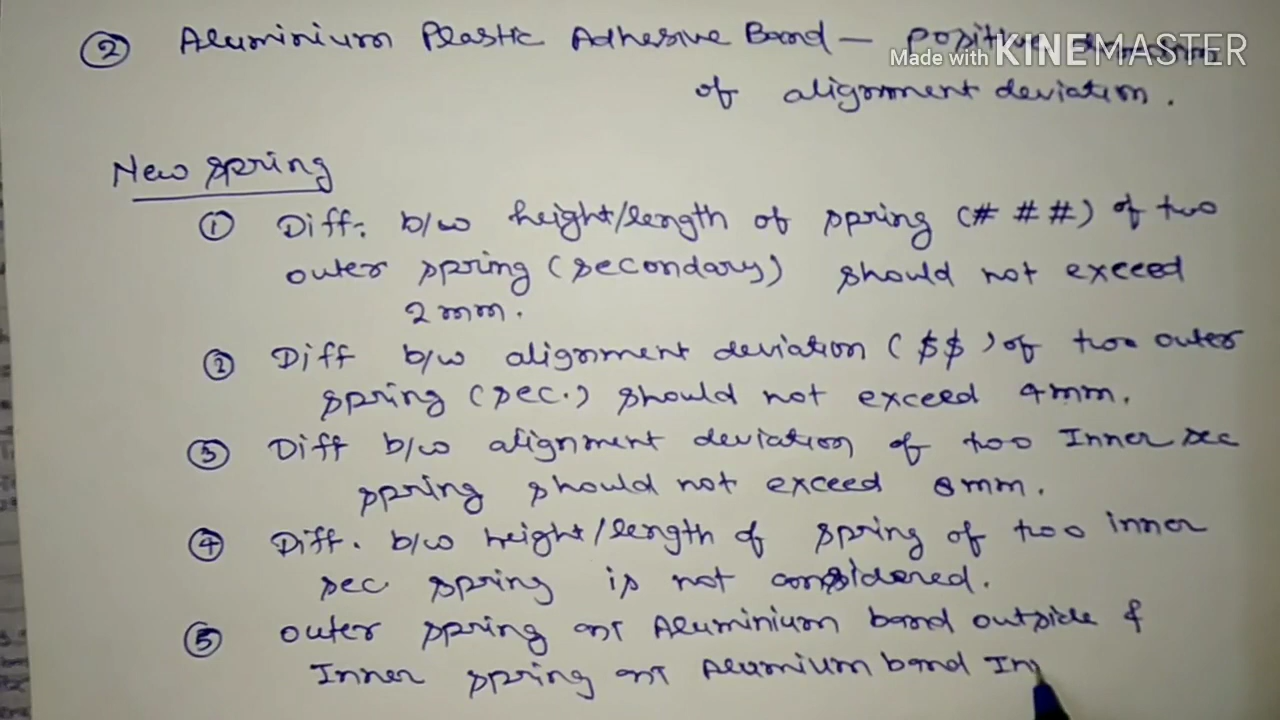 ② Aluminium Plastic Adhesive Band — positive
Made with KINEMASTER
of alignment deviation.
New spring
① Diff: b/w height/length of spring (# # #) of two
outer spring (secondary) should not exceed
2 mm.
② Diff b/w alignment deviation ($$) of two outer
spring (sec.) should not exceed 4mm.
③ Diff b/w alignment deviation of two Inner sec
spring should not exceed 8mm.
④ Diff. b/w height/length of spring of two inner
sec spring is not considered.
⑤ outer spring Aluminium band outside &
Inner spring Alumium band In